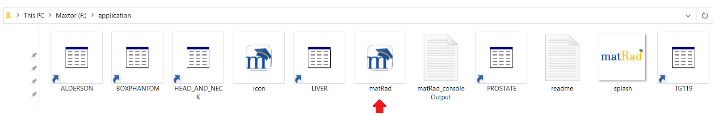 This PC > Maxtor (F:) > application
ALDERSON
BOXPHANTOM
HEAD_AND_NEC
K
icon
LIVER
matRad
matRad_console
Output
PROSTATE
readme
matRad
splash
TG119